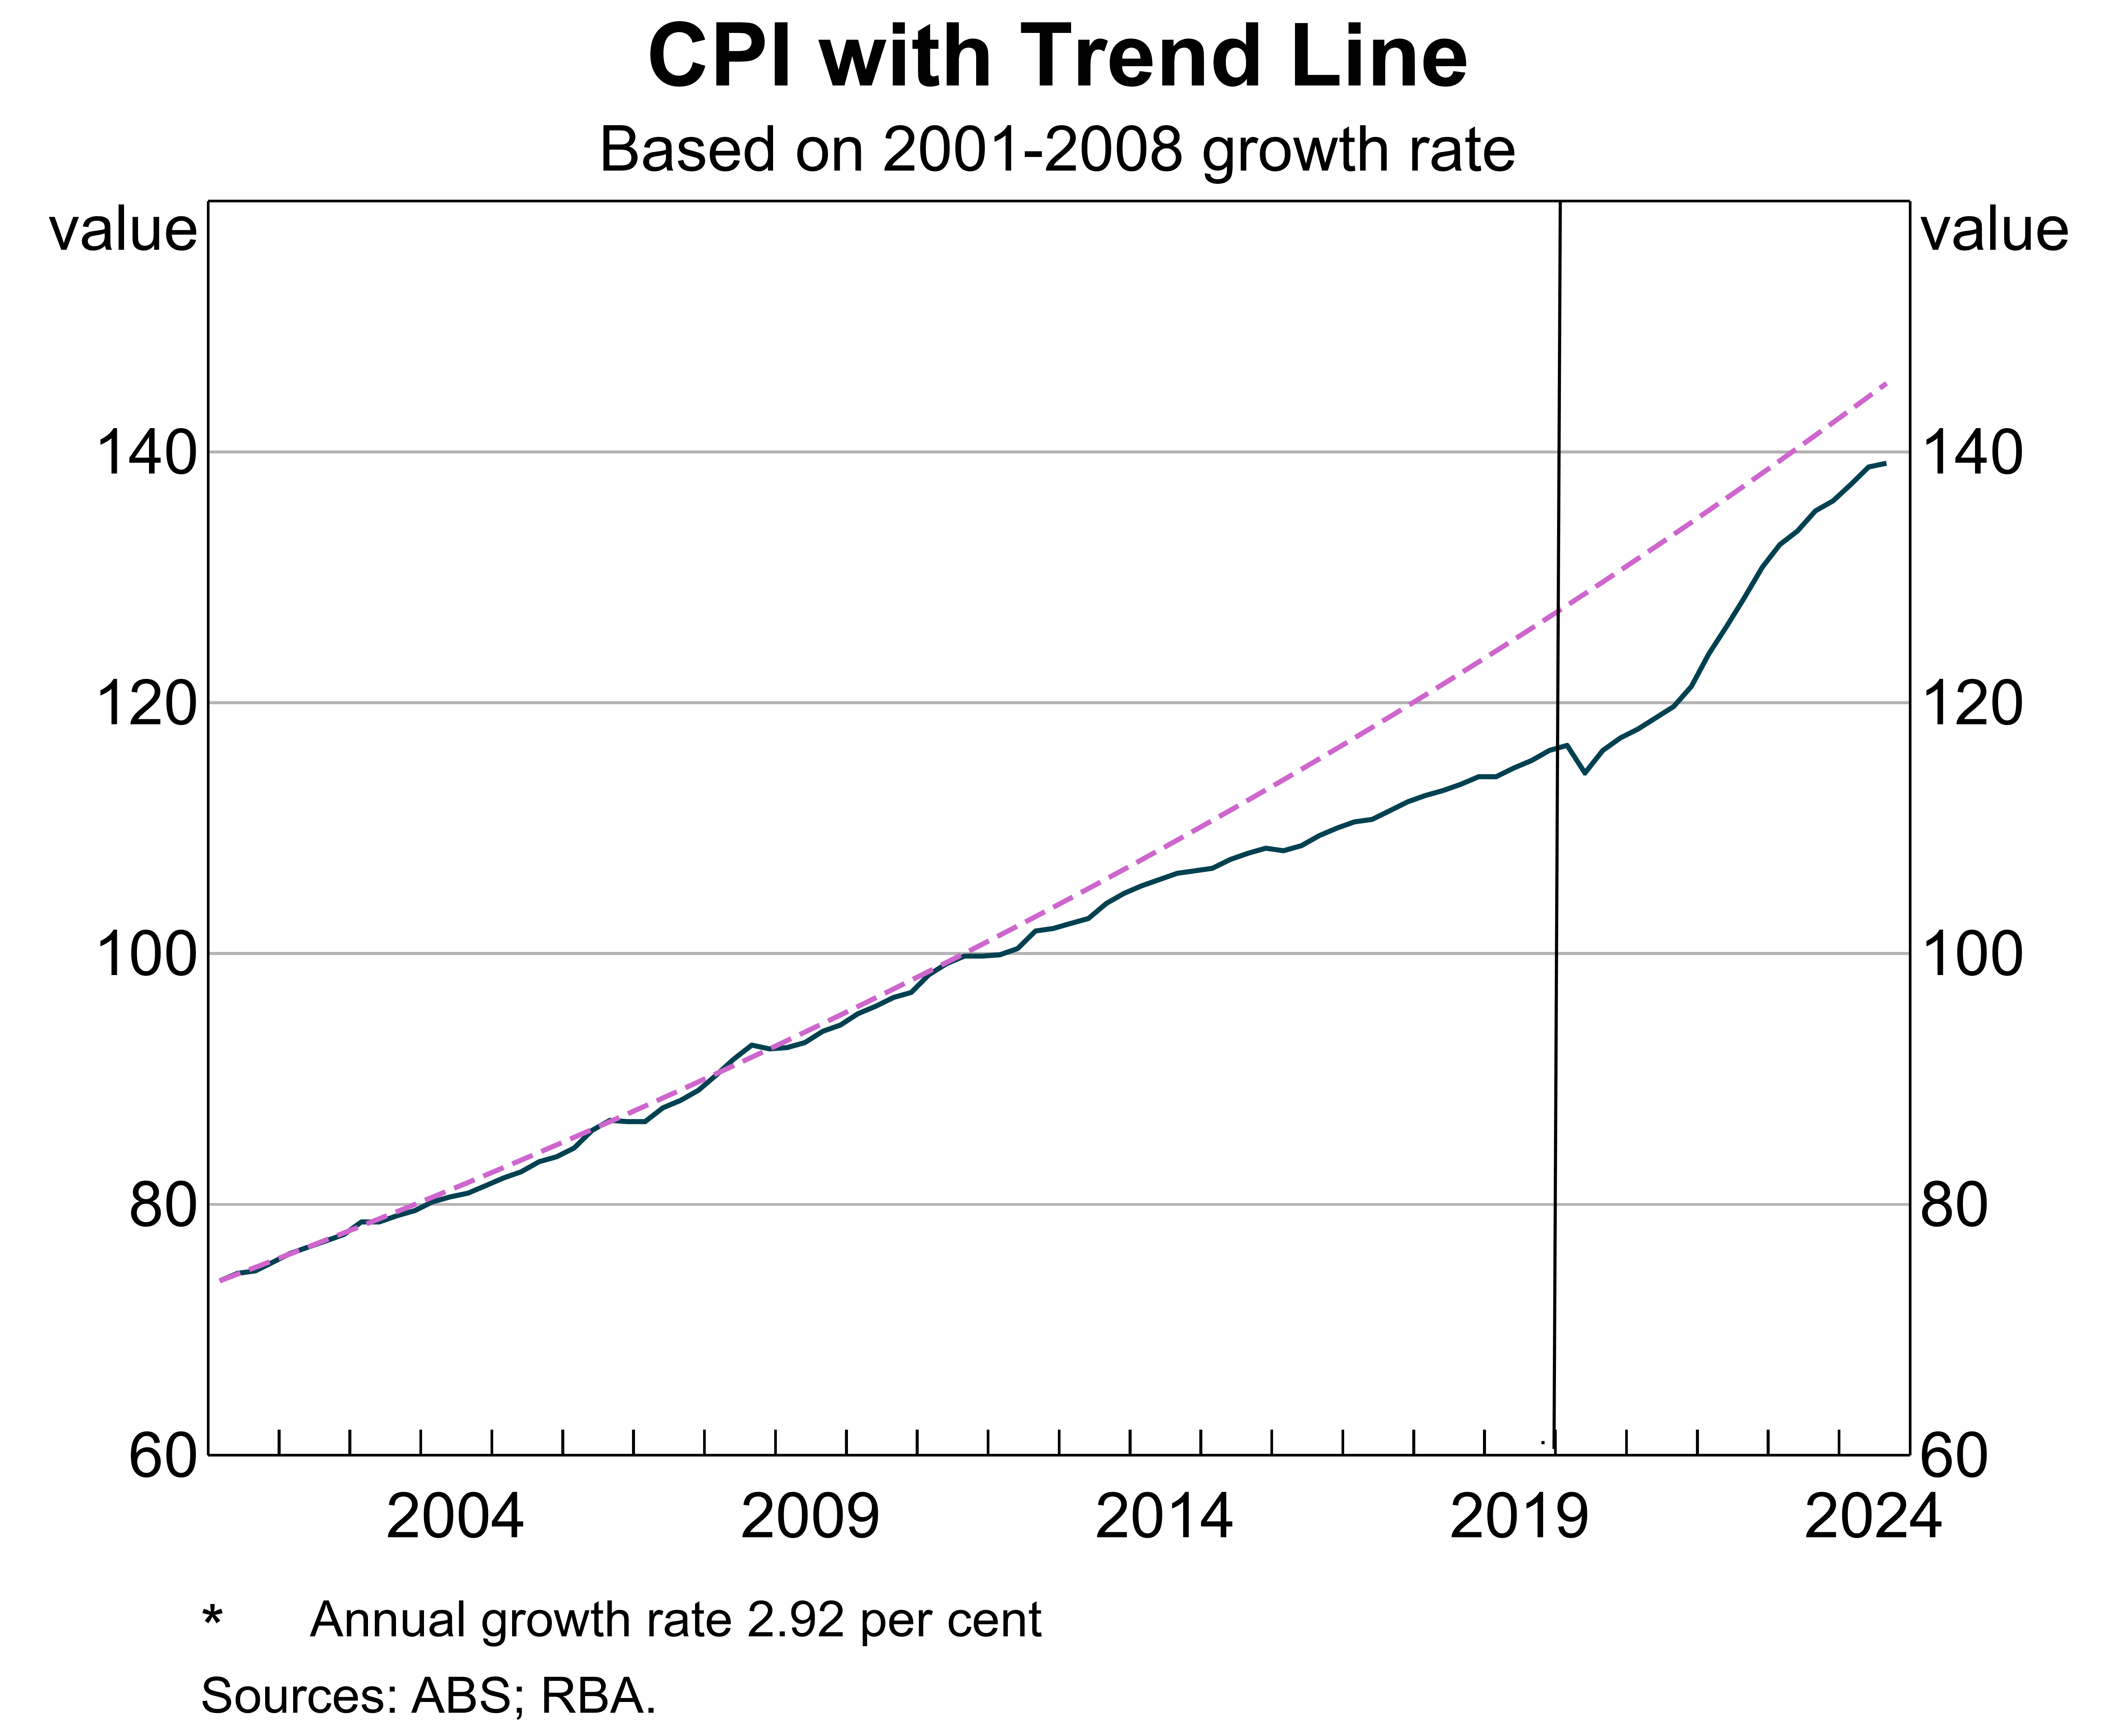 CPI with Trend Line
Based on 2001-2008 growth rate
value value
140 140
120 120
100 100
80 80
60 60
2004 2009 2014 2019 2024
* Annual growth rate 2.92 per cent
Sources: ABS; RBA.